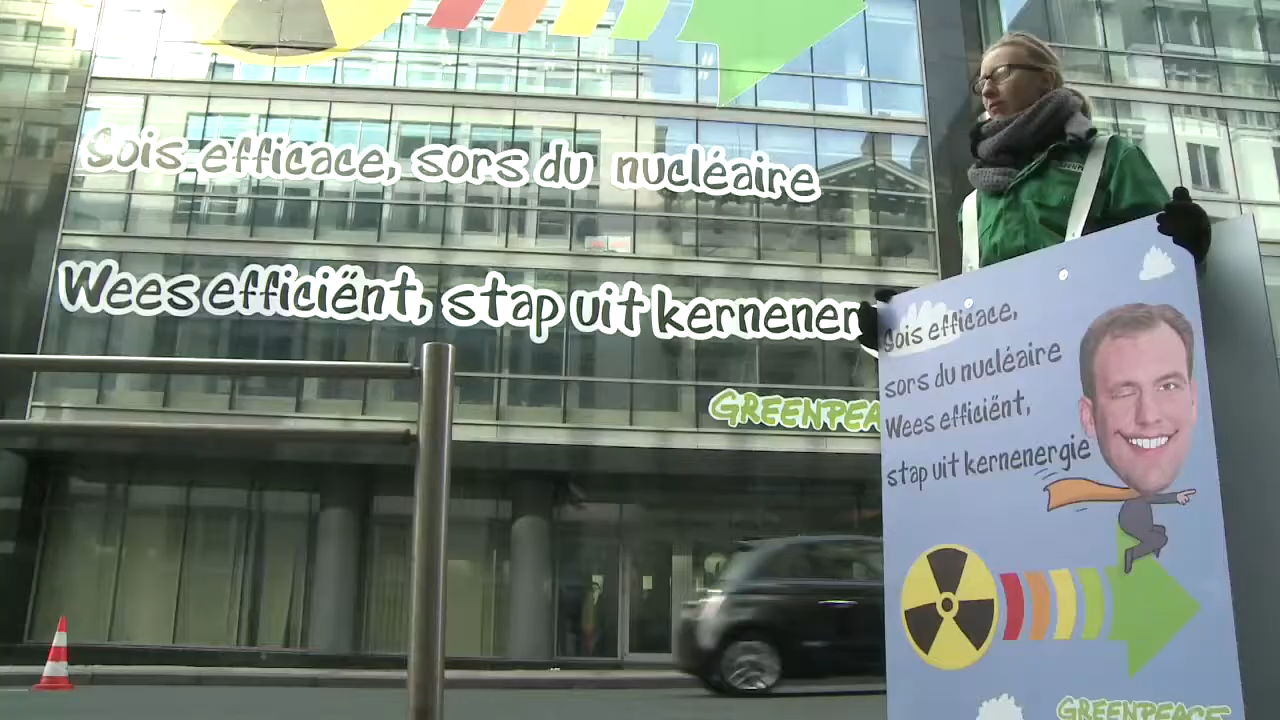 Sois efficace, sors du nucléaire
Wees efficiënt, stap uit kernener
GREENPEA
Sois efficace,
sors du nucléaire
Wees efficiënt,
stap uit kernenergie
GREENPEACE